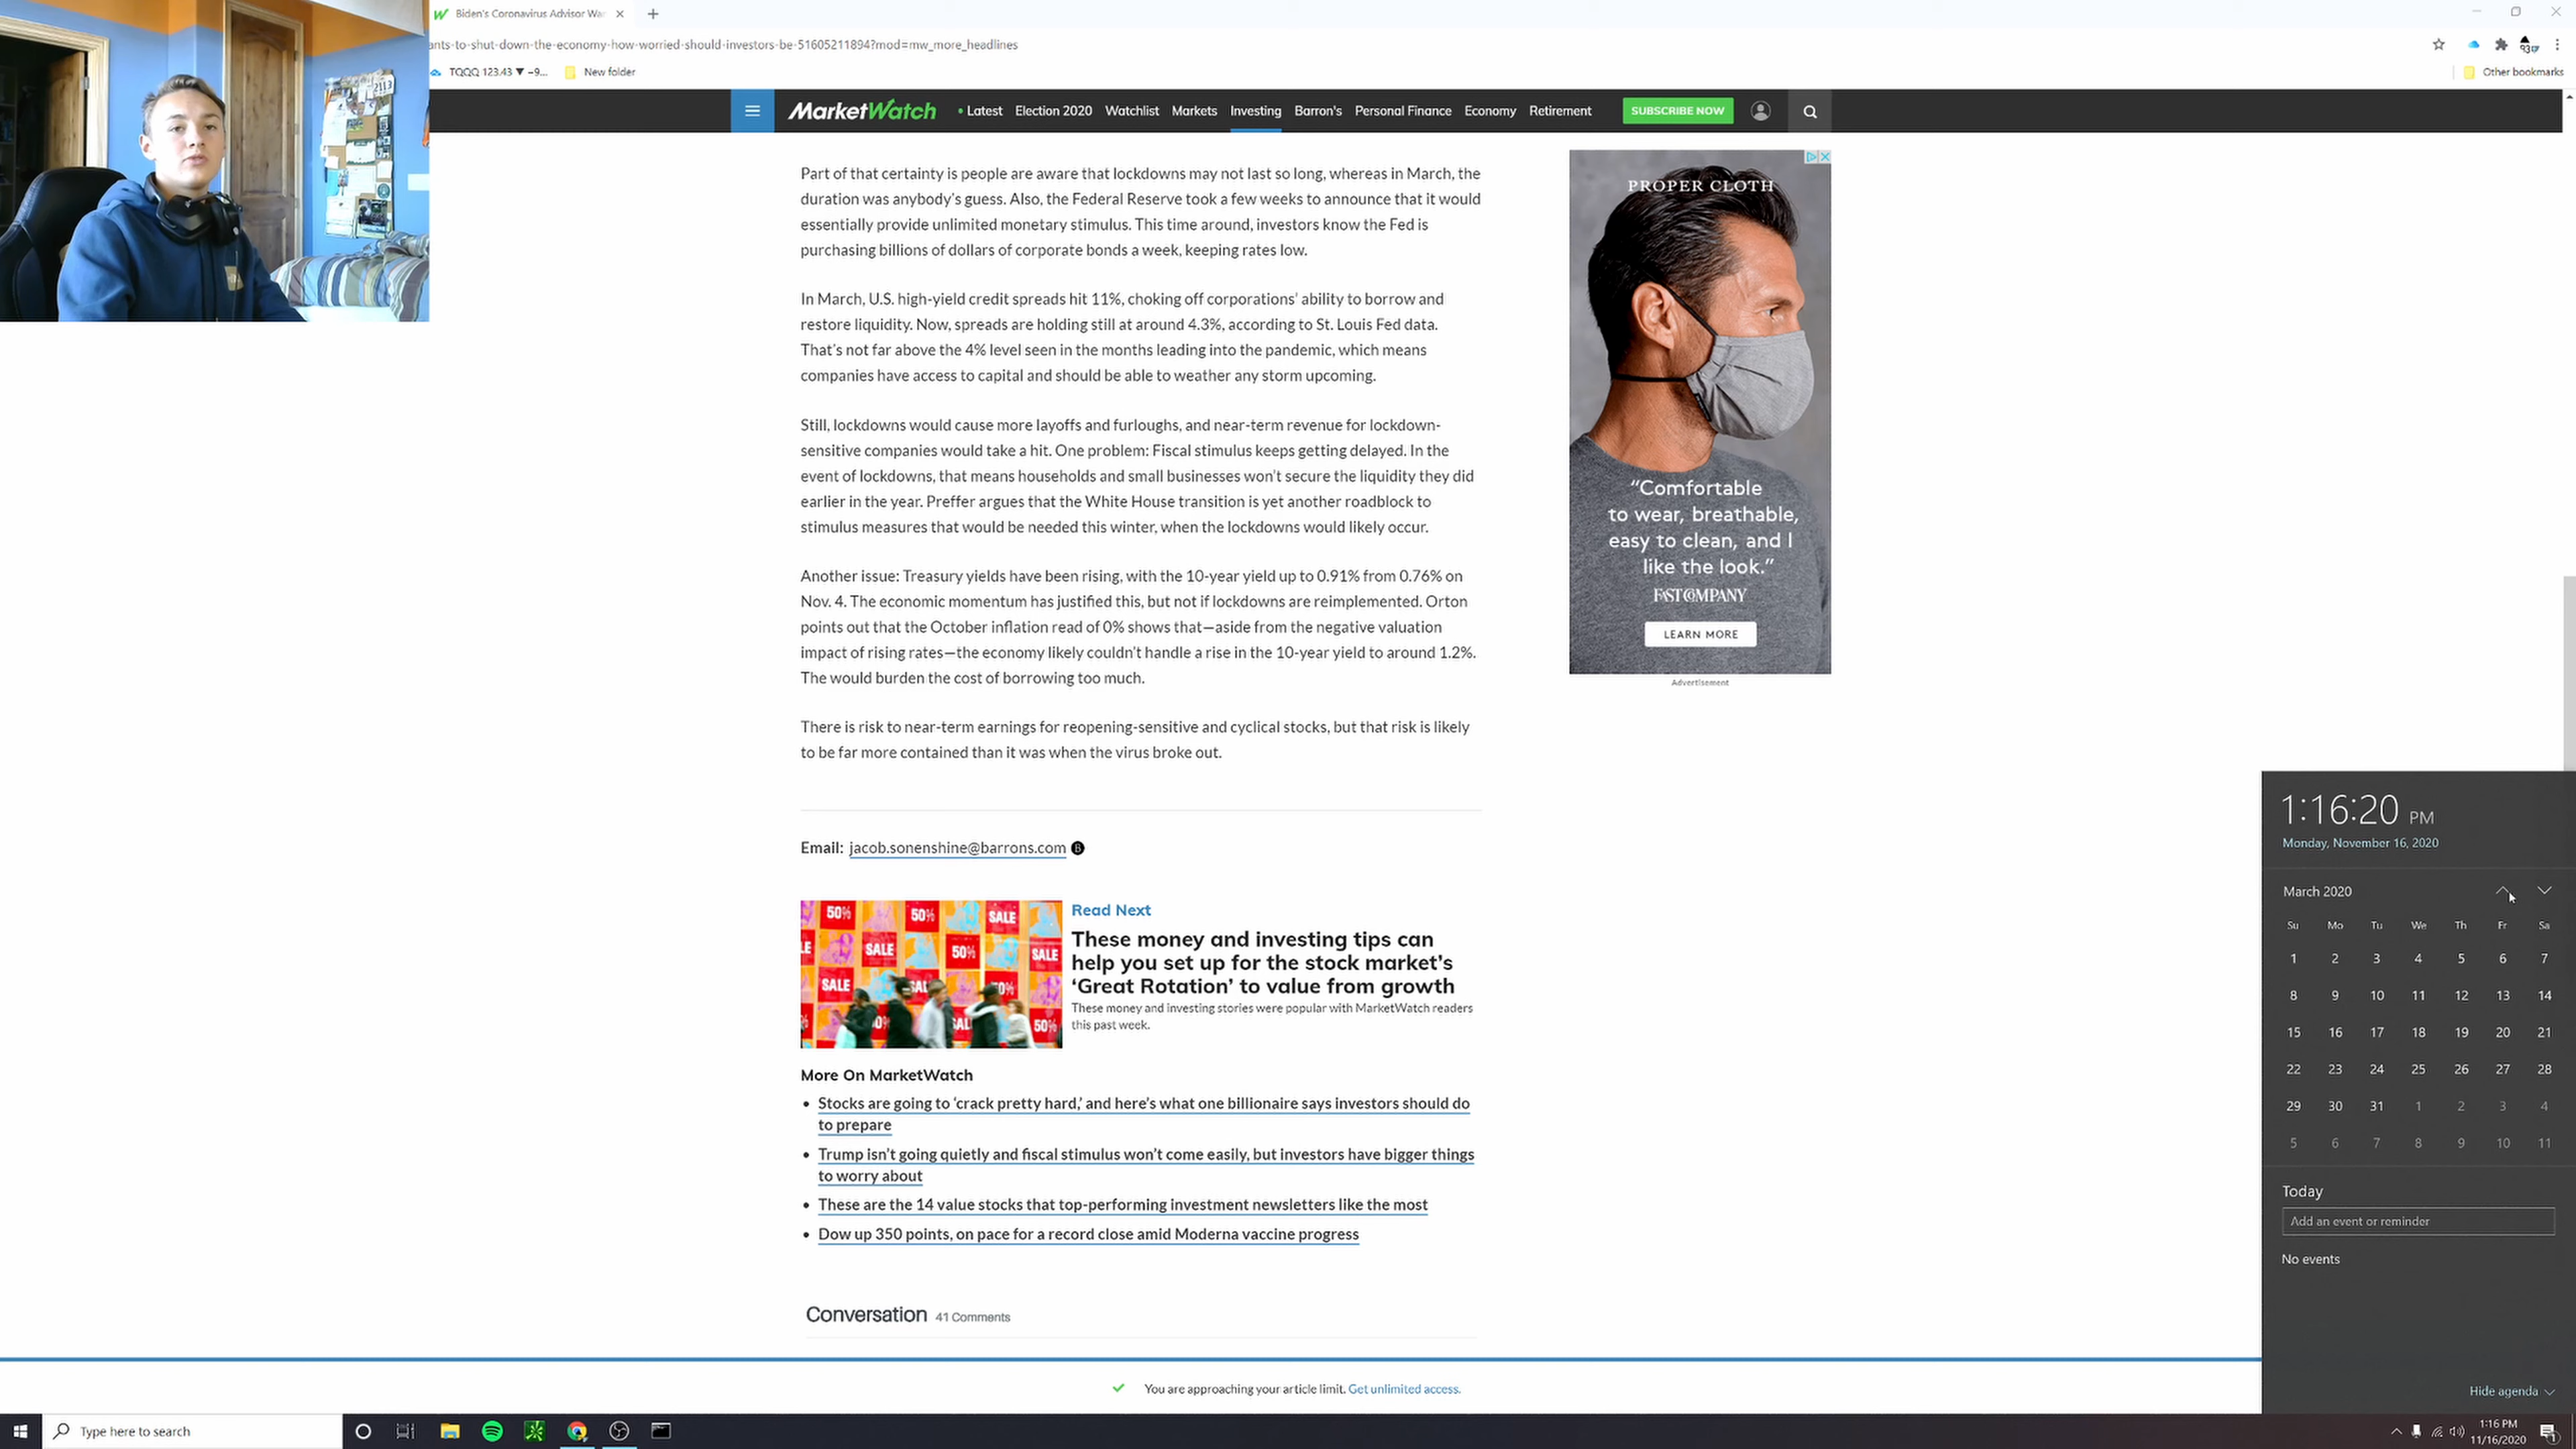 Biden's Coronavirus Advisor War
ants-to-shut-down-the-economy-how-worried-should-investors-be-51605211894?mod=mw_more_headlines
TQQQ 123.43 ▼ −9...
New folder
Other bookmarks
MarketWatch
• Latest
Election 2020
Watchlist
Markets
Investing
Barron's
Personal Finance
Economy
Retirement
SUBSCRIBE NOW
2113
Part of that certainty is people are aware that lockdowns may not last so long, whereas in March, the
duration was anybody's guess. Also, the Federal Reserve took a few weeks to announce that it would
essentially provide unlimited monetary stimulus. This time around, investors know the Fed is
purchasing billions of dollars of corporate bonds a week, keeping rates low.
In March, U.S. high-yield credit spreads hit 11%, choking off corporations' ability to borrow and
restore liquidity. Now, spreads are holding still at around 4.3%, according to St. Louis Fed data.
That's not far above the 4% level seen in the months leading into the pandemic, which means
companies have access to capital and should be able to weather any storm upcoming.
Still, lockdowns would cause more layoffs and furloughs, and near-term revenue for lockdown-
sensitive companies would take a hit. One problem: Fiscal stimulus keeps getting delayed. In the
event of lockdowns, that means households and small businesses won't secure the liquidity they did
earlier in the year. Preffer argues that the White House transition is yet another roadblock to
stimulus measures that would be needed this winter, when the lockdowns would likely occur.
Another issue: Treasury yields have been rising, with the 10-year yield up to 0.91% from 0.76% on
Nov. 4. The economic momentum has justified this, but not if lockdowns are reimplemented. Orton
points out that the October inflation read of 0% shows that—aside from the negative valuation
impact of rising rates—the economy likely couldn't handle a rise in the 10-year yield to around 1.2%.
The would burden the cost of borrowing too much.
There is risk to near-term earnings for reopening-sensitive and cyclical stocks, but that risk is likely
to be far more contained than it was when the virus broke out.
Email: jacob.sonenshine@barrons.com B
PROPER CLOTH
“Comfortable
to wear, breathable,
easy to clean, and I
like the look.”
FAST COMPANY
LEARN MORE
Advertisement
50% 50% SALE
SALE 50% SALE
SALE
50%
Read Next
These money and investing tips can
help you set up for the stock market's
‘Great Rotation’ to value from growth
These money and investing stories were popular with MarketWatch readers
this past week.
More On MarketWatch
• Stocks are going to ‘crack pretty hard,’ and here's what one billionaire says investors should do
to prepare
• Trump isn't going quietly and fiscal stimulus won't come easily, but investors have bigger things
to worry about
• These are the 14 value stocks that top-performing investment newsletters like the most
• Dow up 350 points, on pace for a record close amid Moderna vaccine progress
Conversation 41 Comments
You are approaching your article limit. Get unlimited access.
1:16:20 PM
Monday, November 16, 2020
March 2020
Su Mo Tu We Th Fr Sa
1 2 3 4 5 6 7
8 9 10 11 12 13 14
15 16 17 18 19 20 21
22 23 24 25 26 27 28
29 30 31 1 2 3 4
5 6 7 8 9 10 11
Today
Add an event or reminder
No events
Hide agenda
Type here to search
1:16 PM
11/16/2020